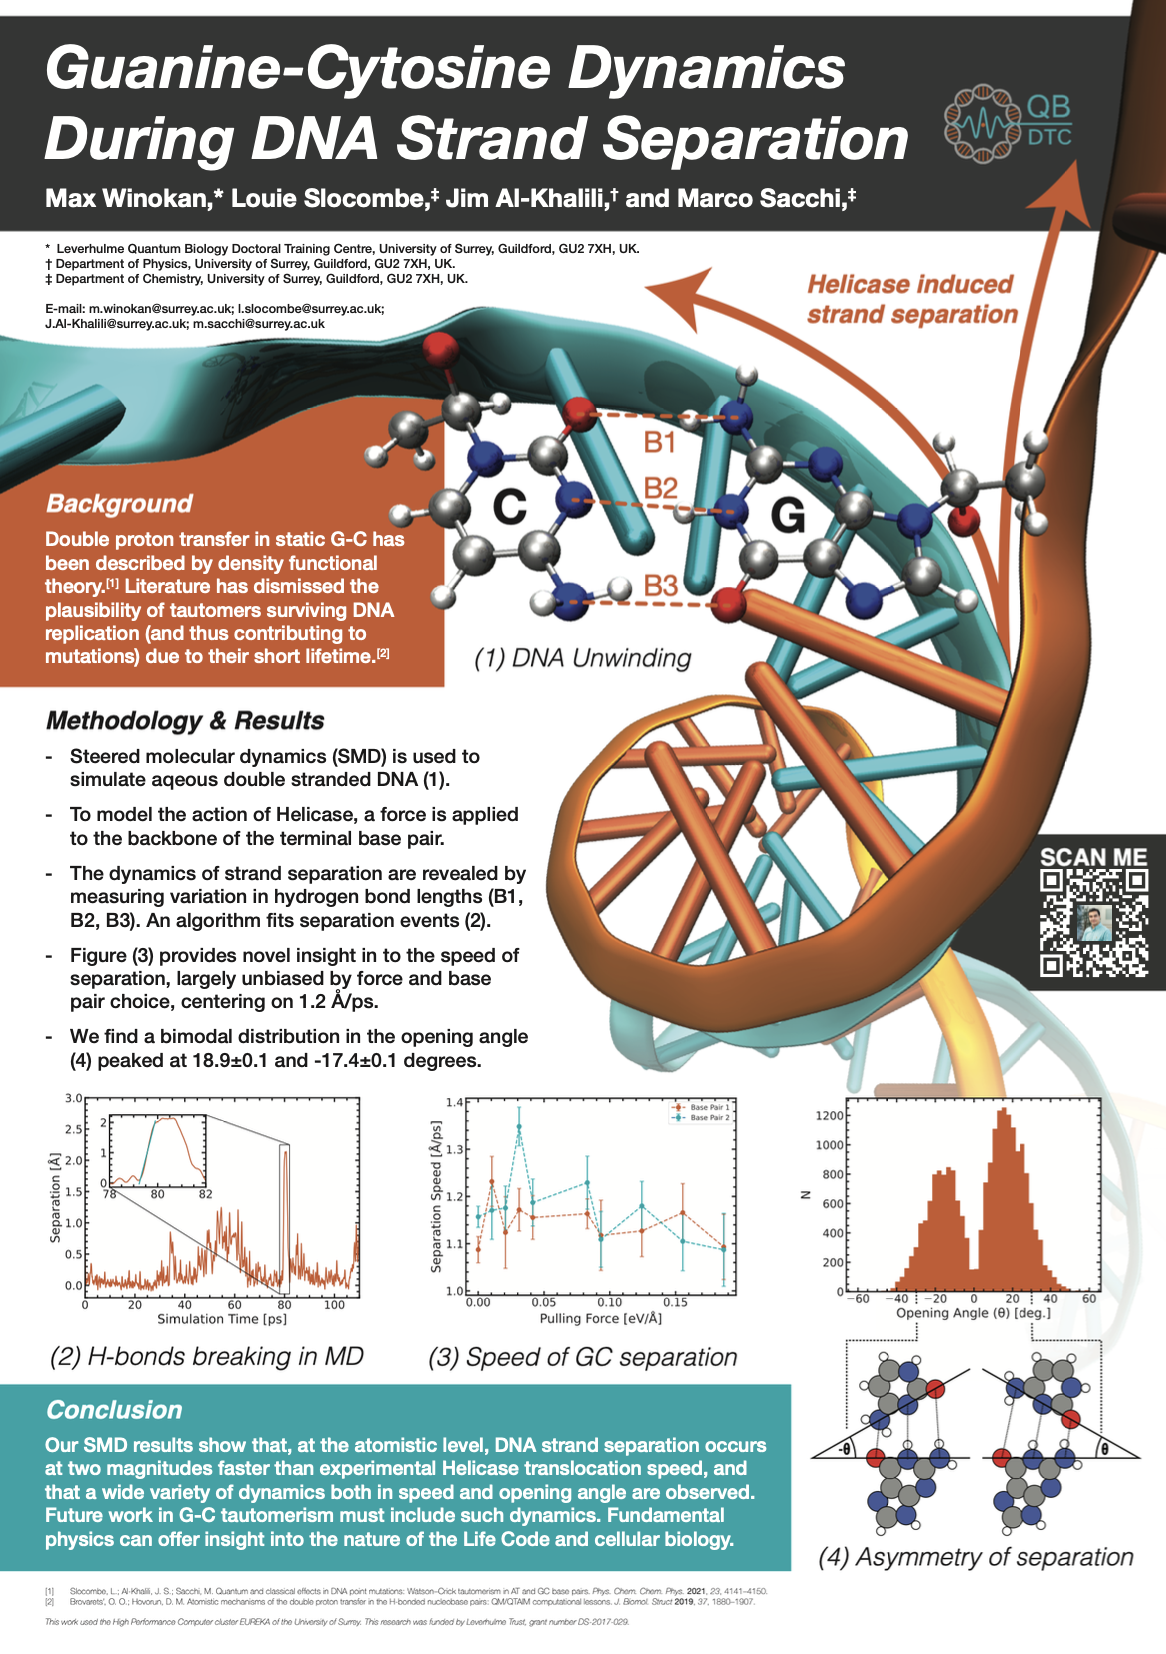 Guanine-Cytosine Dynamics
During DNA Strand Separation
Max Winokan,* Louie Slocombe,‡ Jim Al-Khalili,† and Marco Sacchi,‡
QB
DTC
* Leverhulme Quantum Biology Doctoral Training Centre, University of Surrey, Guildford, GU2 7XH, UK.
† Department of Physics, University of Surrey, Guildford, GU2 7XH, UK.
‡ Department of Chemistry, University of Surrey, Guildford, GU2 7XH, UK.
E-mail: m.winokan@surrey.ac.uk; l.slocombe@surrey.ac.uk;
J.Al-Khalili@surrey.ac.uk; m.sacchi@surrey.ac.uk
Helicase induced
strand separation
B1
B2
B3
C
G
(1) DNA Unwinding
Background
Double proton transfer in static G-C has
been described by density functional
theory.[1] Literature has dismissed the
plausibility of tautomers surviving DNA
replication (and thus contributing to
mutations) due to their short lifetime.[2]
Methodology & Results
- Steered molecular dynamics (SMD) is used to
simulate aqeous double stranded DNA (1).
- To model the action of Helicase, a force is applied
to the backbone of the terminal base pair.
- The dynamics of strand separation are revealed by
measuring variation in hydrogen bond lengths (B1,
B2, B3). An algorithm fits separation events (2).
- Figure (3) provides novel insight in to the speed of
separation, largely unbiased by force and base
pair choice, centering on 1.2 Å/ps.
- We find a bimodal distribution in the opening angle
(4) peaked at 18.9±0.1 and -17.4±0.1 degrees.
SCAN ME
Separation [Å]
3.0
2.5
2.0
1.5
1.0
0.5
0.0
2
1
0
78 80 82
0 20 40 60 80 100
Simulation Time [ps]
(2) H-bonds breaking in MD
Separation Speed [Å/ps]
1.4
1.3
1.2
1.1
1.0
Base Pair 1
Base Pair 2
0.00 0.05 0.10 0.15
Pulling Force [eV/Å]
(3) Speed of GC separation
N
1200
1000
800
600
400
200
0
−60 −40 −20 0 20 40 60
Opening Angle (θ) [deg.]
-θ
θ
(4) Asymmetry of separation
Conclusion
Our SMD results show that, at the atomistic level, DNA strand separation occurs
at two magnitudes faster than experimental Helicase translocation speed, and
that a wide variety of dynamics both in speed and opening angle are observed.
Future work in G-C tautomerism must include such dynamics. Fundamental
physics can offer insight into the nature of the Life Code and cellular biology.
[1] Slocombe, L.; Al-Khalili, J. S.; Sacchi, M. Quantum and classical effects in DNA point mutations: Watson–Crick tautomerism in AT and GC base pairs. Phys. Chem. Chem. Phys. 2021, 23, 4141–4150.
[2] Brovarets', O. O.; Hovorun, D. M. Atomistic mechanisms of the double proton transfer in the H-bonded nucleobase pairs: QM/QTAIM computational lessons. J. Biomol. Struct 2019, 37, 1880–1907.
This work used the High Performance Computer cluster EUREKA of the University of Surrey. This research was funded by Leverhulme Trust, grant number DS-2017-029.